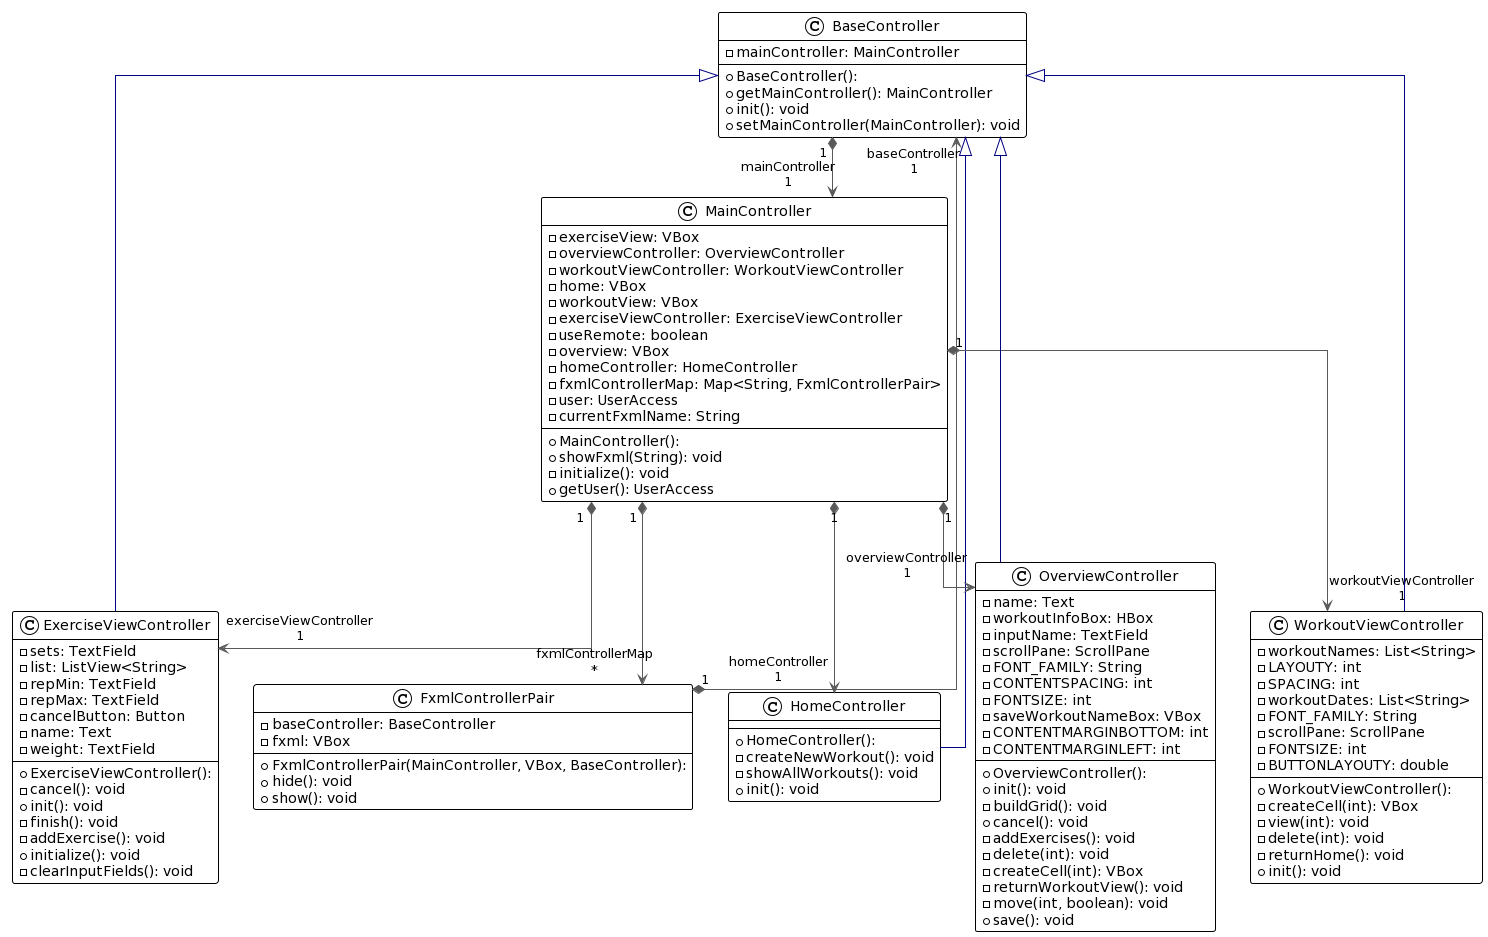 C BaseController
mainController: MainController
BaseController():
getMainController(): MainController
init(): void
setMainController(MainController): void
1
mainController
1
baseController
1
C MainController
exerciseView: VBox
overviewController: OverviewController
workoutViewController: WorkoutViewController
home: VBox
workoutView: VBox
exerciseViewController: ExerciseViewController
useRemote: boolean
overview: VBox
homeController: HomeController
fxmlControllerMap: Map<String, FxmlControllerPair>
user: UserAccess
currentFxmlName: String
MainController():
showFxml(String): void
initialize(): void
getUser(): UserAccess
1
1
1
1
1
exerciseViewController
1
fxmlControllerMap
*
homeController
1
overviewController
1
workoutViewController
1
C ExerciseViewController
sets: TextField
list: ListView<String>
repMin: TextField
repMax: TextField
cancelButton: Button
name: Text
weight: TextField
ExerciseViewController():
cancel(): void
init(): void
finish(): void
addExercise(): void
initialize(): void
clearInputFields(): void
C FxmlControllerPair
baseController: BaseController
fxml: VBox
FxmlControllerPair(MainController, VBox, BaseController):
hide(): void
show(): void
1
C HomeController
HomeController():
createNewWorkout(): void
showAllWorkouts(): void
init(): void
C OverviewController
name: Text
workoutInfoBox: HBox
inputName: TextField
scrollPane: ScrollPane
FONT_FAMILY: String
CONTENTSPACING: int
FONTSIZE: int
saveWorkoutNameBox: VBox
CONTENTMARGINBOTTOM: int
CONTENTMARGINLEFT: int
OverviewController():
init(): void
buildGrid(): void
cancel(): void
addExercises(): void
delete(int): void
createCell(int): VBox
returnWorkoutView(): void
move(int, boolean): void
save(): void
C WorkoutViewController
workoutNames: List<String>
LAYOUTY: int
SPACING: int
workoutDates: List<String>
FONT_FAMILY: String
scrollPane: ScrollPane
FONTSIZE: int
BUTTONLAYOUTY: double
WorkoutViewController():
createCell(int): VBox
view(int): void
delete(int): void
returnHome(): void
init(): void